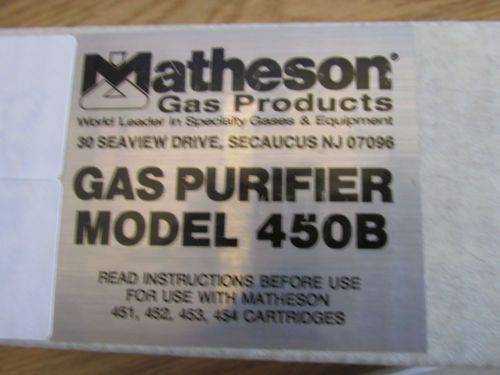 Matheson®
Gas Products
World Leader in Specialty Gases & Equipment
30 SEAVIEW DRIVE, SECAUCUS NJ 07096
GAS PURIFIER
MODEL 450B
READ INSTRUCTIONS BEFORE USE
FOR USE WITH MATHESON
451, 452, 453, 454 CARTRIDGES